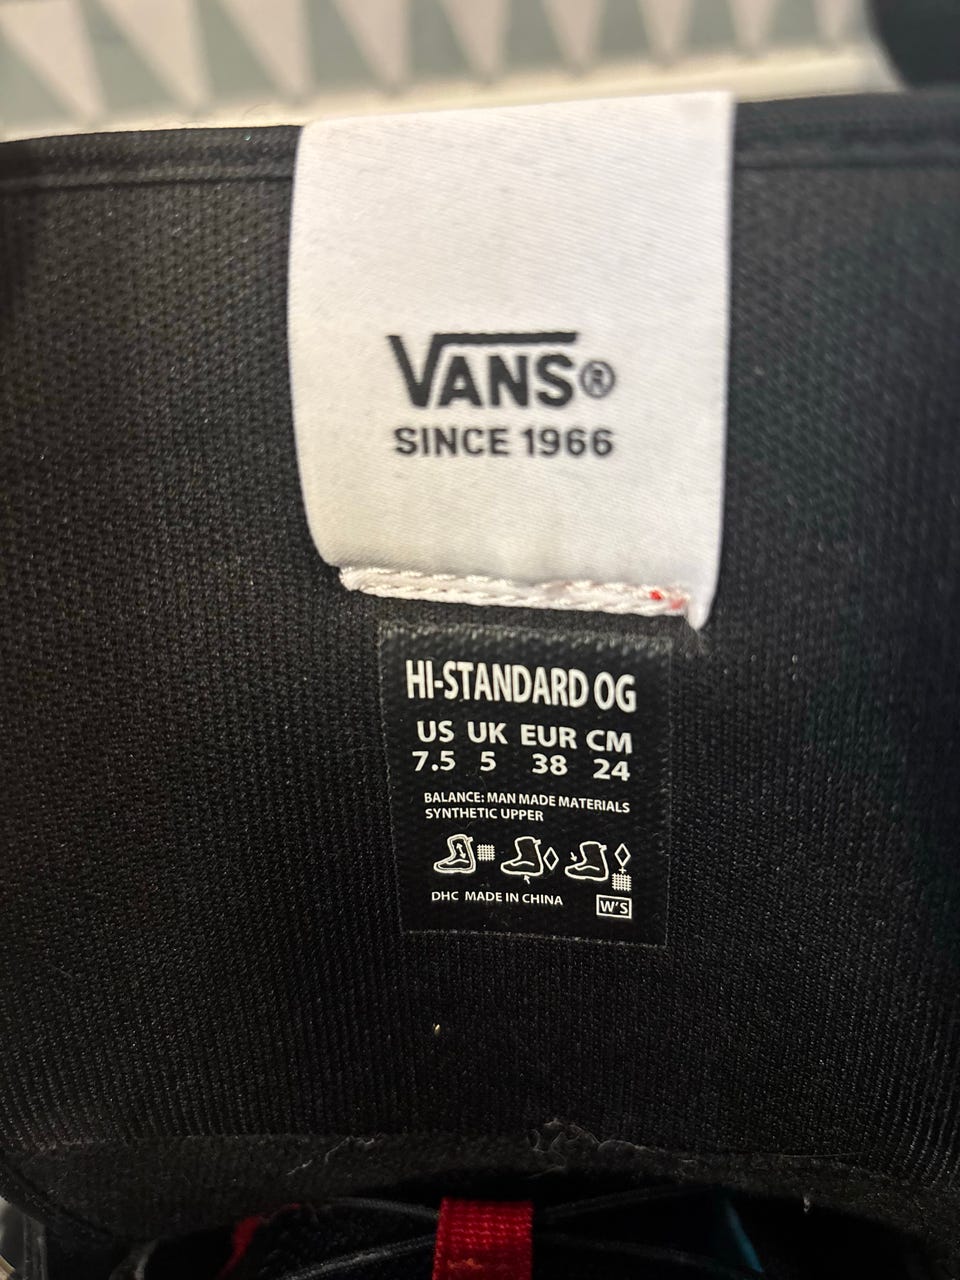 VANS®
SINCE 1966
HI-STANDARD OG
US UK EUR CM
7.5 5 38 24
BALANCE: MAN MADE MATERIALS
SYNTHETIC UPPER
DHC MADE IN CHINA
W'S